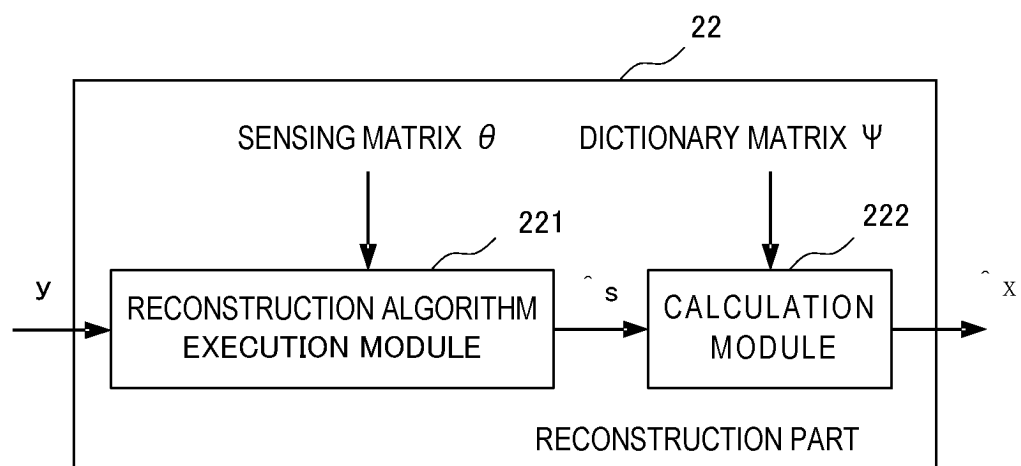 22
SENSING MATRIX θ
DICTIONARY MATRIX Ψ
221
222
y
RECONSTRUCTION ALGORITHM
EXECUTION MODULE
^s
CALCULATION
MODULE
^x
RECONSTRUCTION PART